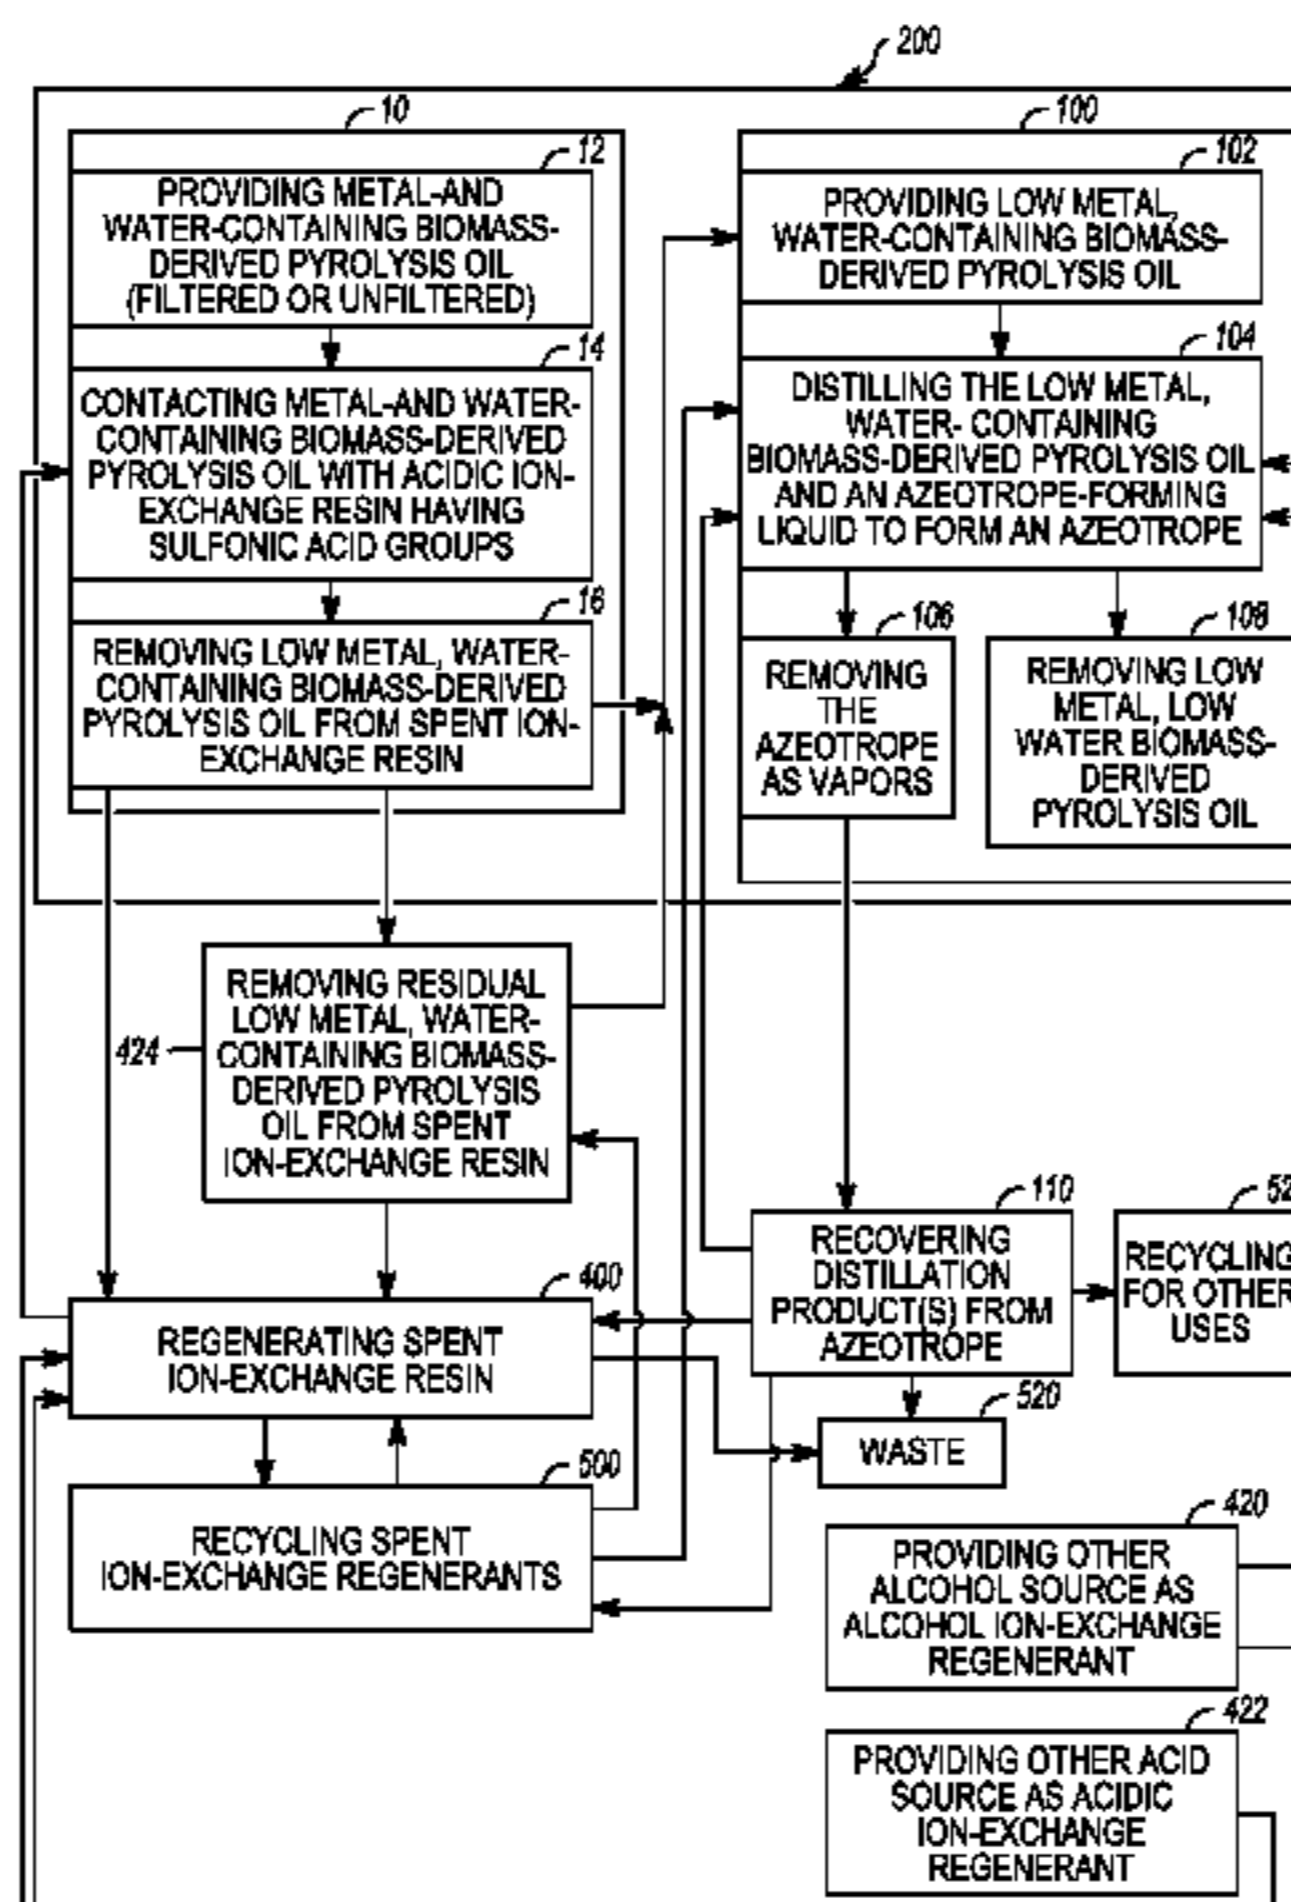 200
10
12
PROVIDING METAL-AND
WATER-CONTAINING BIOMASS-
DERIVED PYROLYSIS OIL
(FILTERED OR UNFILTERED)
14
CONTACTING METAL-AND WATER-
CONTAINING BIOMASS-DERIVED
PYROLYSIS OIL WITH ACIDIC ION-
EXCHANGE RESIN HAVING
SULFONIC ACID GROUPS
16
REMOVING LOW METAL, WATER-
CONTAINING BIOMASS-DERIVED
PYROLYSIS OIL FROM SPENT ION-
EXCHANGE RESIN
100
102
PROVIDING LOW METAL,
WATER-CONTAINING BIOMASS-
DERIVED PYROLYSIS OIL
104
DISTILLING THE LOW METAL,
WATER- CONTAINING
BIOMASS-DERIVED PYROLYSIS OIL
AND AN AZEOTROPE-FORMING
LIQUID TO FORM AN AZEOTROPE
106
REMOVING
THE
AZEOTROPE
AS VAPORS
108
REMOVING LOW
METAL, LOW
WATER BIOMASS-
DERIVED
PYROLYSIS OIL
424
REMOVING RESIDUAL
LOW METAL, WATER-
CONTAINING BIOMASS-
DERIVED PYROLYSIS
OIL FROM SPENT
ION-EXCHANGE RESIN
110
RECOVERING
DISTILLATION
PRODUCT(S) FROM
AZEOTROPE
RECYCLING
FOR OTHER
USES
400
REGENERATING SPENT
ION-EXCHANGE RESIN
520
WASTE
500
RECYCLING SPENT
ION-EXCHANGE REGENERANTS
420
PROVIDING OTHER
ALCOHOL SOURCE AS
ALCOHOL ION-EXCHANGE
REGENERANT
422
PROVIDING OTHER ACID
SOURCE AS ACIDIC
ION-EXCHANGE
REGENERANT